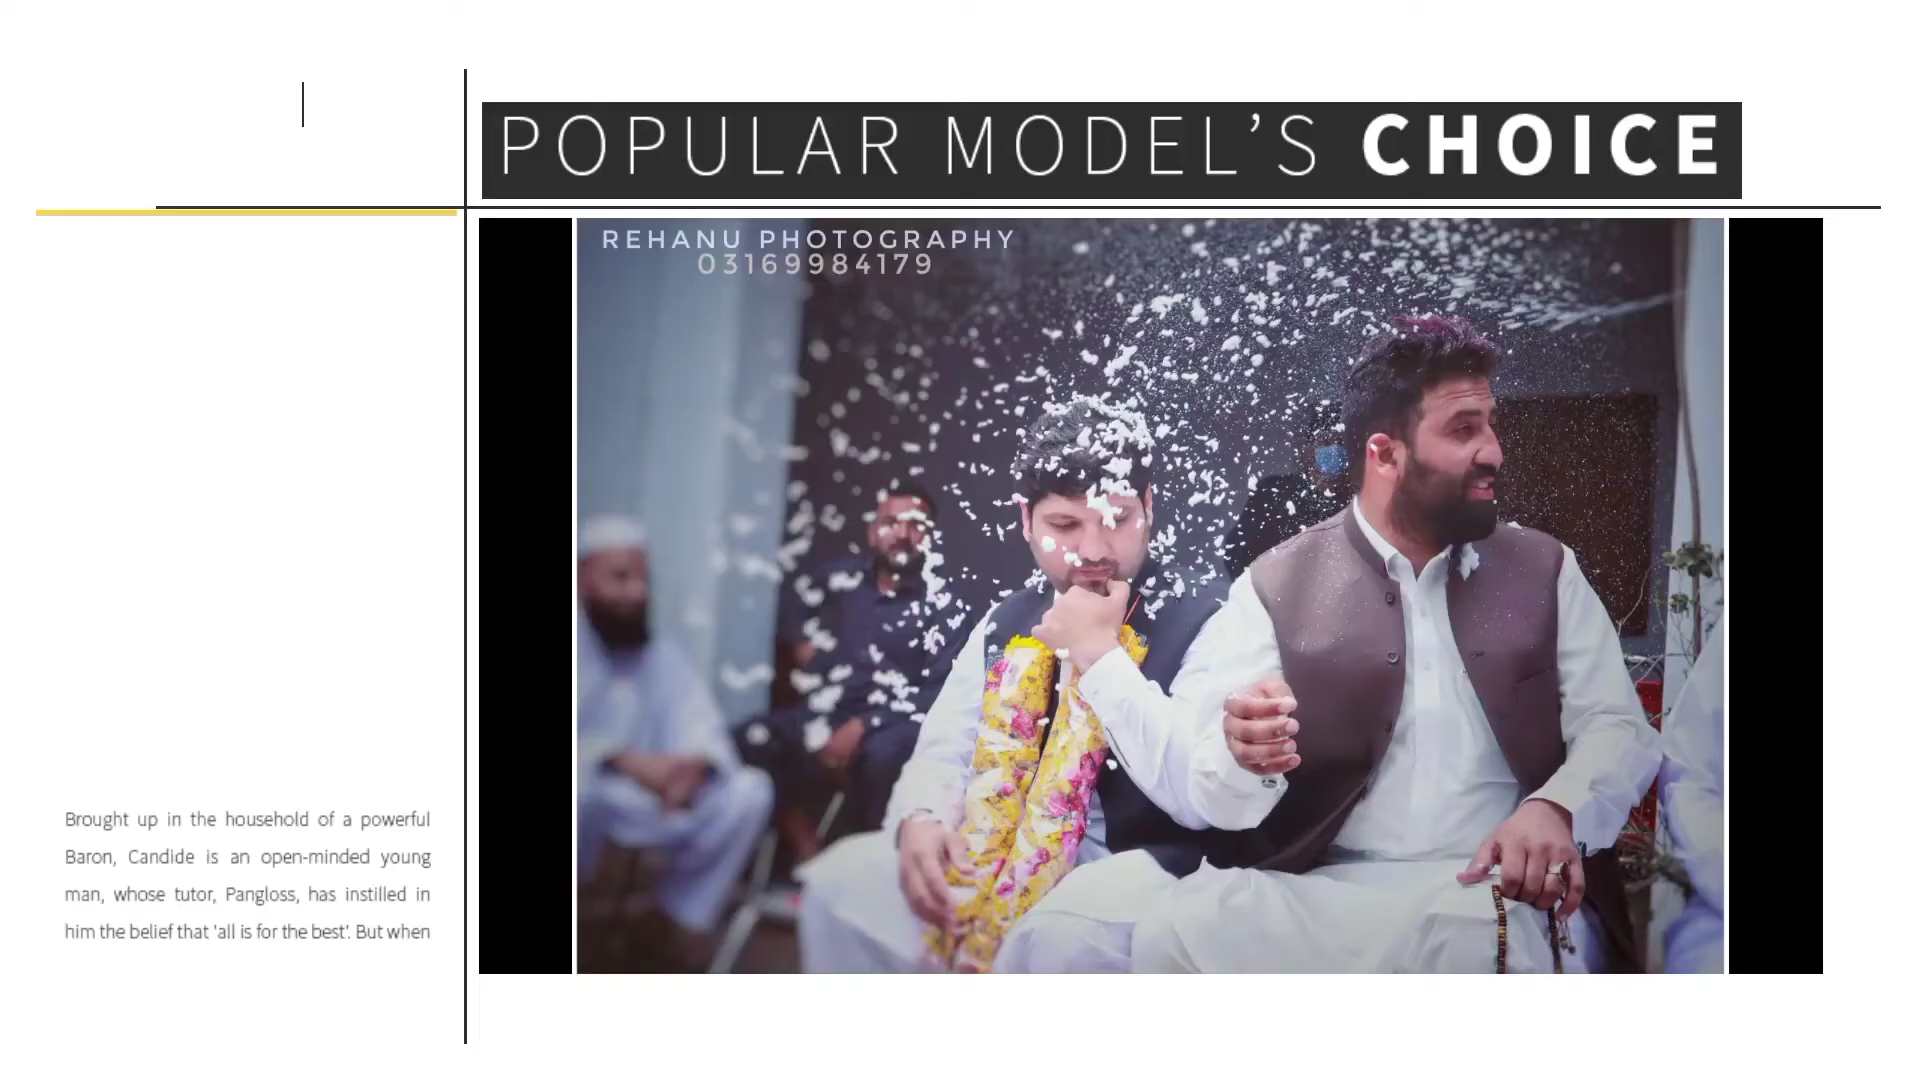 POPULAR MODEL’S CHOICE
REHANU PHOTOGRAPHY
03169984179
Brought up in the household of a powerful
Baron, Candide is an open-minded young
man, whose tutor, Pangloss, has instilled in
him the belief that 'all is for the best'. But when